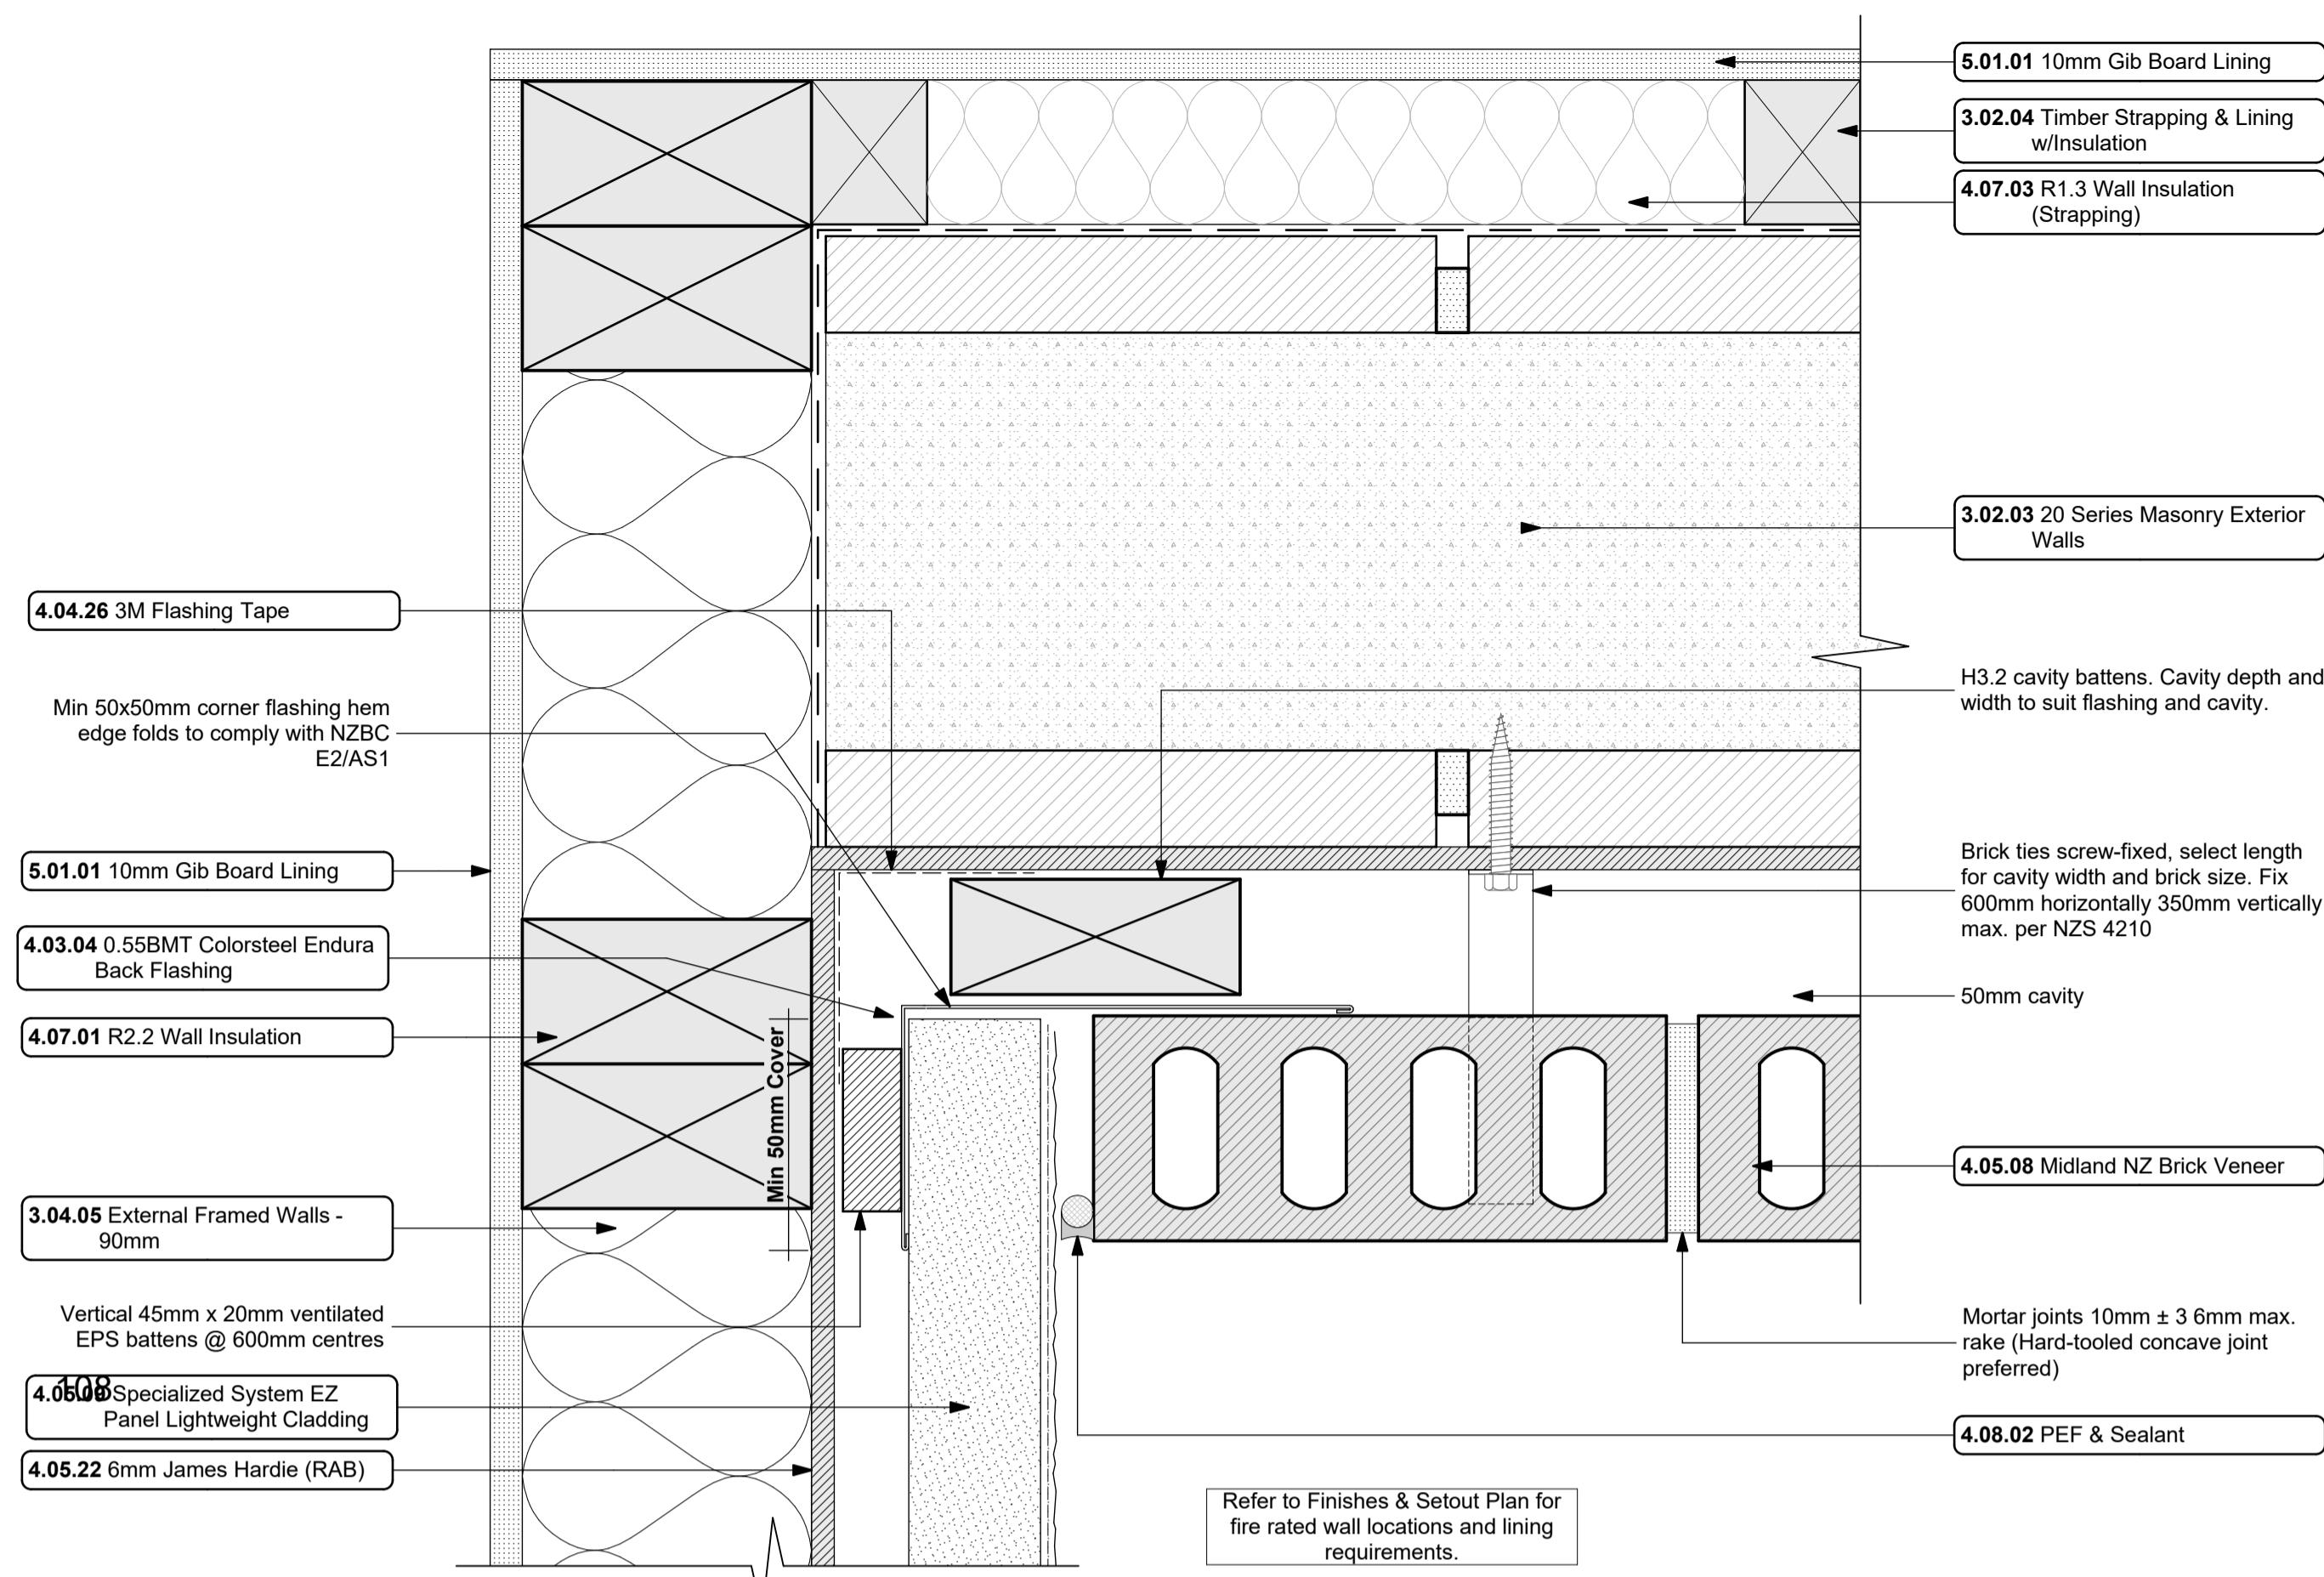 5.01.01 10mm Gib Board Lining
3.02.04 Timber Strapping & Lining
w/Insulation
4.07.03 R1.3 Wall Insulation
(Strapping)
3.02.03 20 Series Masonry Exterior
Walls
H3.2 cavity battens. Cavity depth and
width to suit flashing and cavity.
Brick ties screw-fixed, select length
for cavity width and brick size. Fix
600mm horizontally 350mm vertically
max. per NZS 4210
50mm cavity
4.05.08 Midland NZ Brick Veneer
Mortar joints 10mm ± 3 6mm max.
rake (Hard-tooled concave joint
preferred)
4.08.02 PEF & Sealant
4.04.26 3M Flashing Tape
Min 50x50mm corner flashing hem
edge folds to comply with NZBC
E2/AS1
5.01.01 10mm Gib Board Lining
4.03.04 0.55BMT Colorsteel Endura
Back Flashing
4.07.01 R2.2 Wall Insulation
Min 50mm Cover
3.04.05 External Framed Walls -
90mm
Vertical 45mm x 20mm ventilated
EPS battens @ 600mm centres
108
Specialized System EZ
Panel Lightweight Cladding
4.05.22 6mm James Hardie (RAB)
Refer to Finishes & Setout Plan for
fire rated wall locations and lining
requirements.